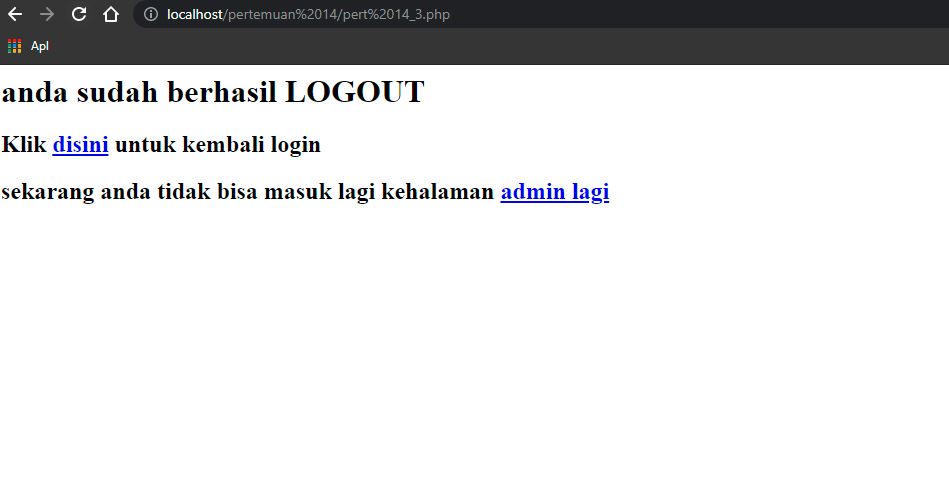 localhost/pertemuan%2014/pert%2014_3.php
Apl
anda sudah berhasil LOGOUT
Klik disini untuk kembali login
sekarang anda tidak bisa masuk lagi kehalaman admin lagi